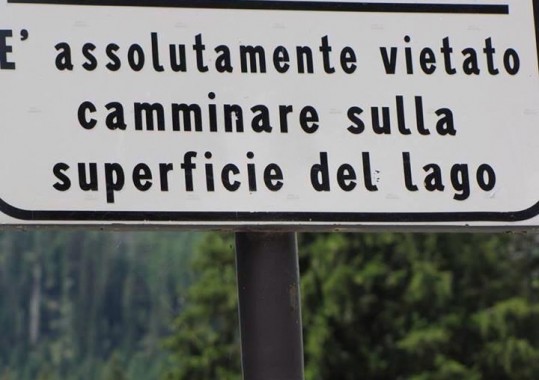 E' assolutamente vietato
camminare sulla
superficie del lago